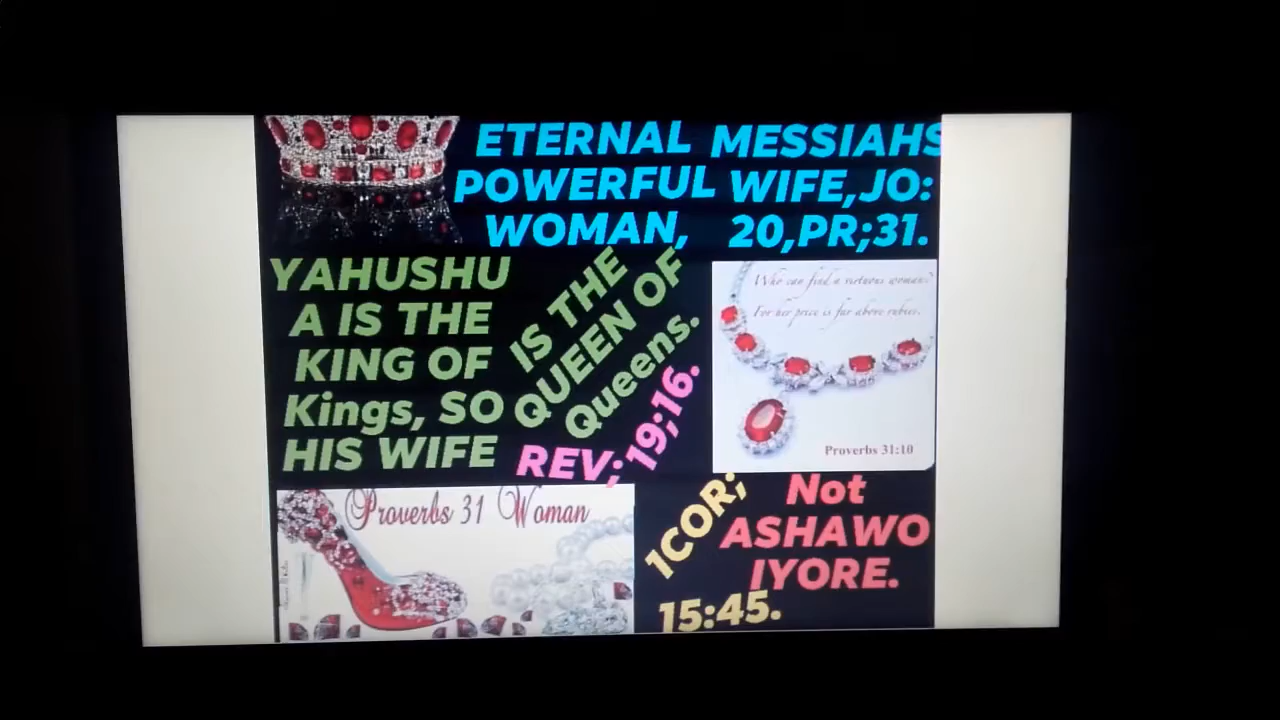 ETERNAL
POWERFUL
WOMAN,
MESSIAHS
WIFE,JO:
20,PR;31.
YAHUSHU
A IS THE
KING OF
Kings, SO
HIS WIFE
IS THE
QUEEN OF
Queens.
REV;19;16.
Who can find a virtuous woman?
For her price is far above rubies.
Proverbs 31:10
Proverbs 31 Woman
1COR;
15:45.
Not
ASHAWO
IYORE.